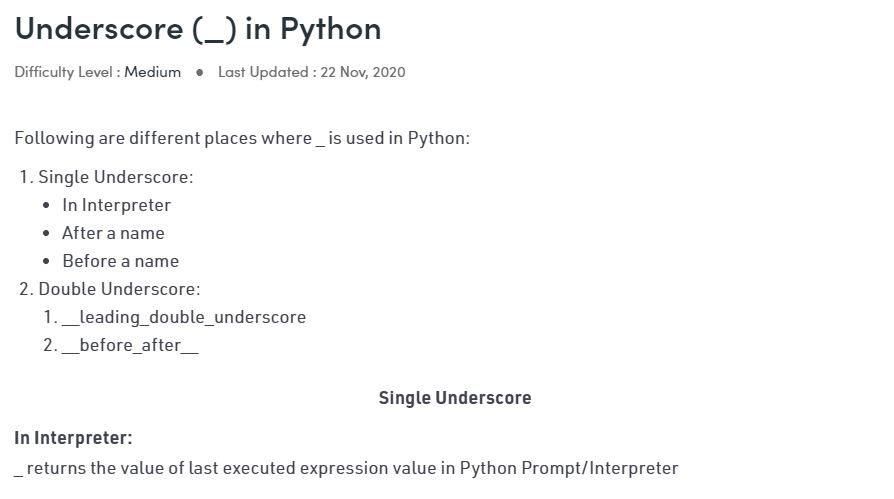 Underscore (_) in Python
Difficulty Level : Medium ● Last Updated : 22 Nov, 2020
Following are different places where _ is used in Python:
1. Single Underscore:
• In Interpreter
• After a name
• Before a name
2. Double Underscore:
1. __leading_double_underscore
2. __before_after__
Single Underscore
In Interpreter:
_ returns the value of last executed expression value in Python Prompt/Interpreter